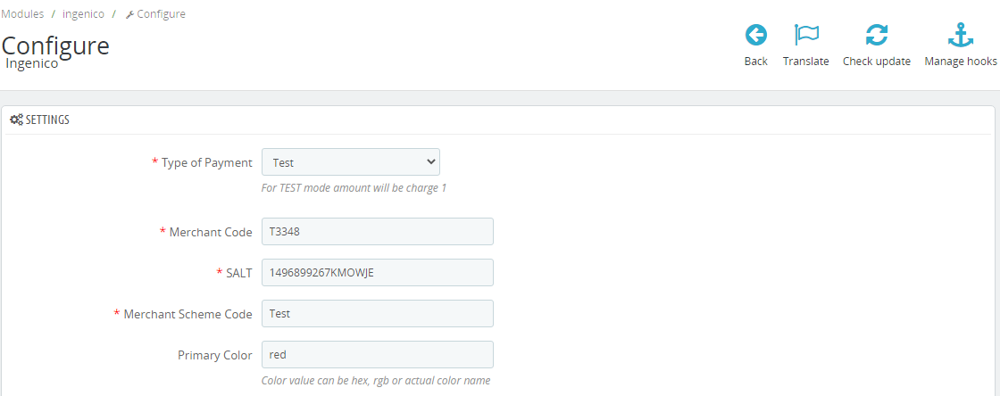 Modules / ingenico / Configure
Configure
Ingenico
Back Translate Check update Manage hooks
SETTINGS
* Type of Payment Test
For TEST mode amount will be charge 1
* Merchant Code T3348
* SALT 1496899267KMOWJE
* Merchant Scheme Code Test
Primary Color red
Color value can be hex, rgb or actual color name